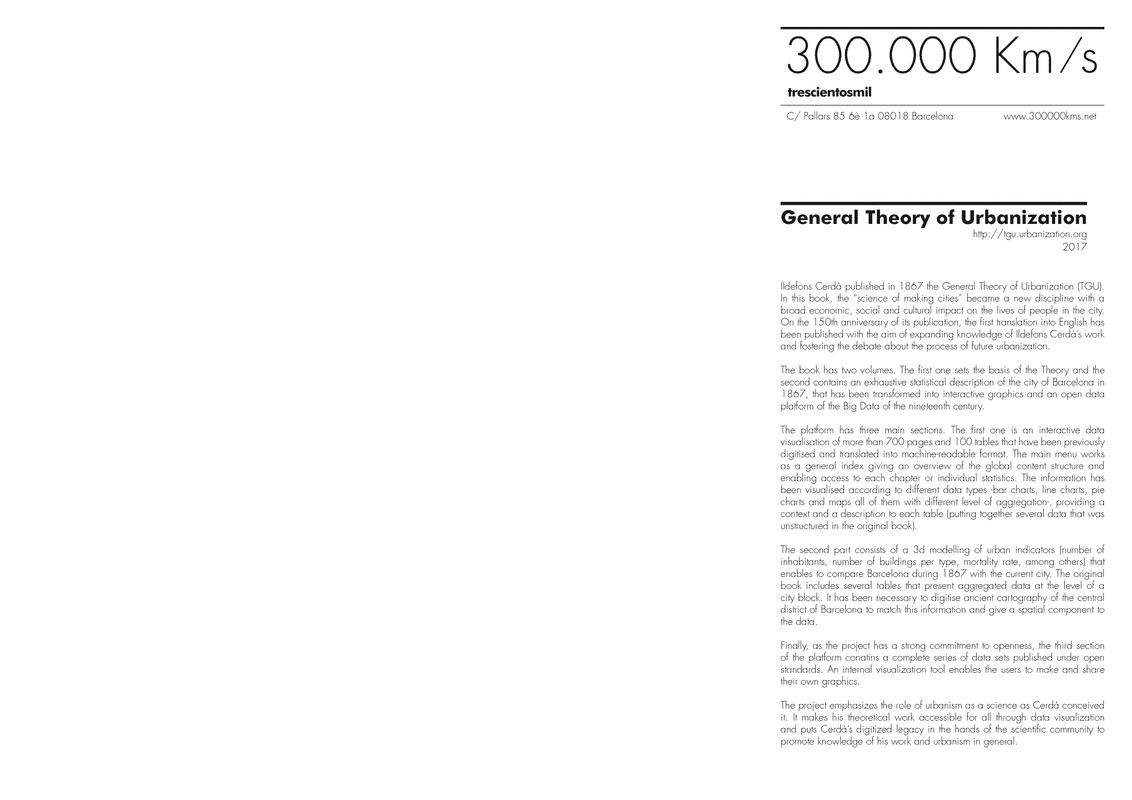 300.000 Km/s
trescientosmil
C/ Pallars 85 6è 1a 08018 Barcelona www.300000kms.net
General Theory of Urbanization
http://tgu.urbanization.org
2017
Ildefons Cerdà published in 1867 the General Theory of Urbanization (TGU).
In this book, the “science of making cities” became a new discipline with a
broad economic, social and cultural impact on the lives of people in the city.
On the 150th anniversary of its publication, the first translation into English has
been published with the aim of expanding knowledge of Ildefons Cerdà’s work
and fostering the debate about the process of future urbanization.
The book has two volumes. The first one sets the basis of the Theory and the
second contains an exhaustive statistical description of the city of Barcelona in
1867, that has been transformed into interactive graphics and an open data
platform of the Big Data of the nineteenth century.
The platform has three main sections. The first one is an interactive data
visualisation of more than 700 pages and 100 tables that have been previously
digitised and translated into machine-readable format. The main menu works
as a general index giving an overview of the global content structure and
enabling access to each chapter or individual statistics. The information has
been visualised according to different data types -bar charts, line charts, pie
charts and maps all of them with different level of aggregation-, providing a
context and a description to each table (putting together several data that was
unstructured in the original book).
The second part consists of a 3d modelling of urban indicators (number of
inhabitants, number of buildings per type, mortality rate, among others) that
enables to compare Barcelona during 1867 with the current city. The original
book includes several tables that present aggregated data at the level of a
city block. It has been necessary to digitise ancient cartography of the central
district of Barcelona to match this information and give a spatial component to
the data.
Finally, as the project has a strong commitment to openness, the third section
of the platform conatins a complete series of data sets published under open
standards. An internal visualization tool enables the users to make and share
their own graphics.
The project emphasizes the role of urbanism as a science as Cerdà conceived
it. It makes his theoretical work accessible for all through data visualization
and puts Cerdà’s digitized legacy in the hands of the scientific community to
promote knowledge of his work and urbanism in general.